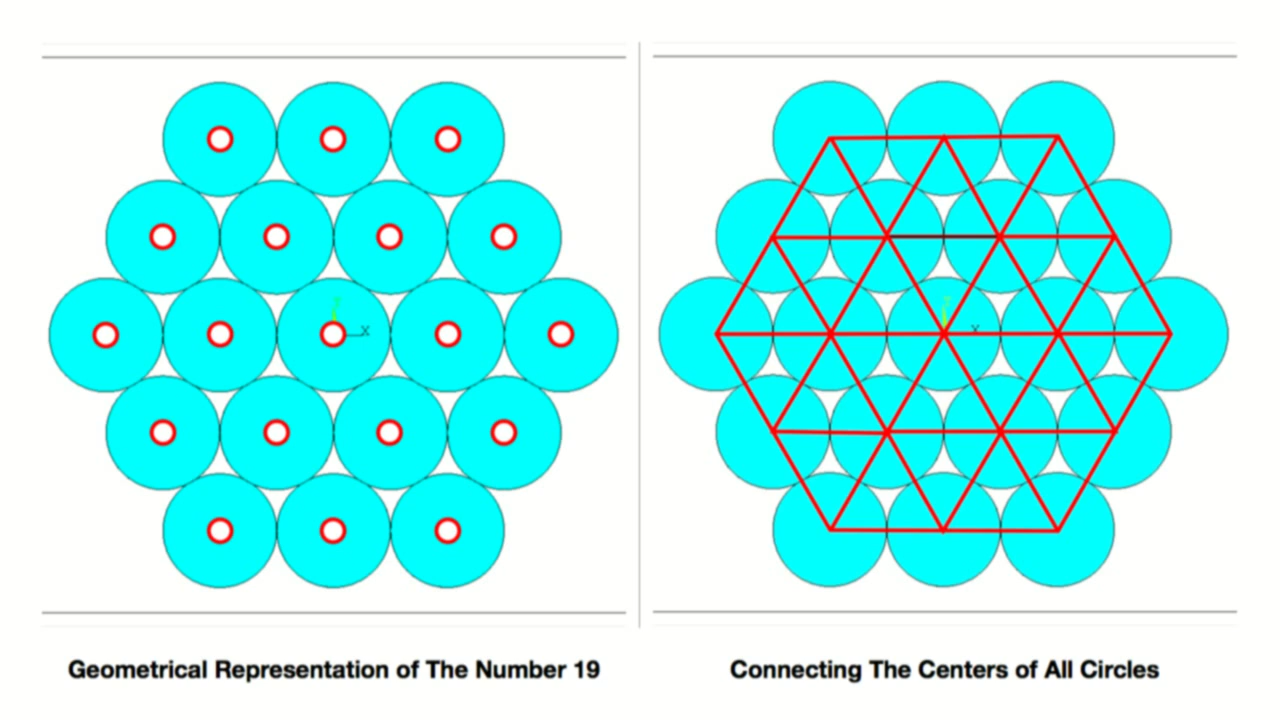 X
Geometrical Representation of The Number 19
X
Connecting The Centers of All Circles